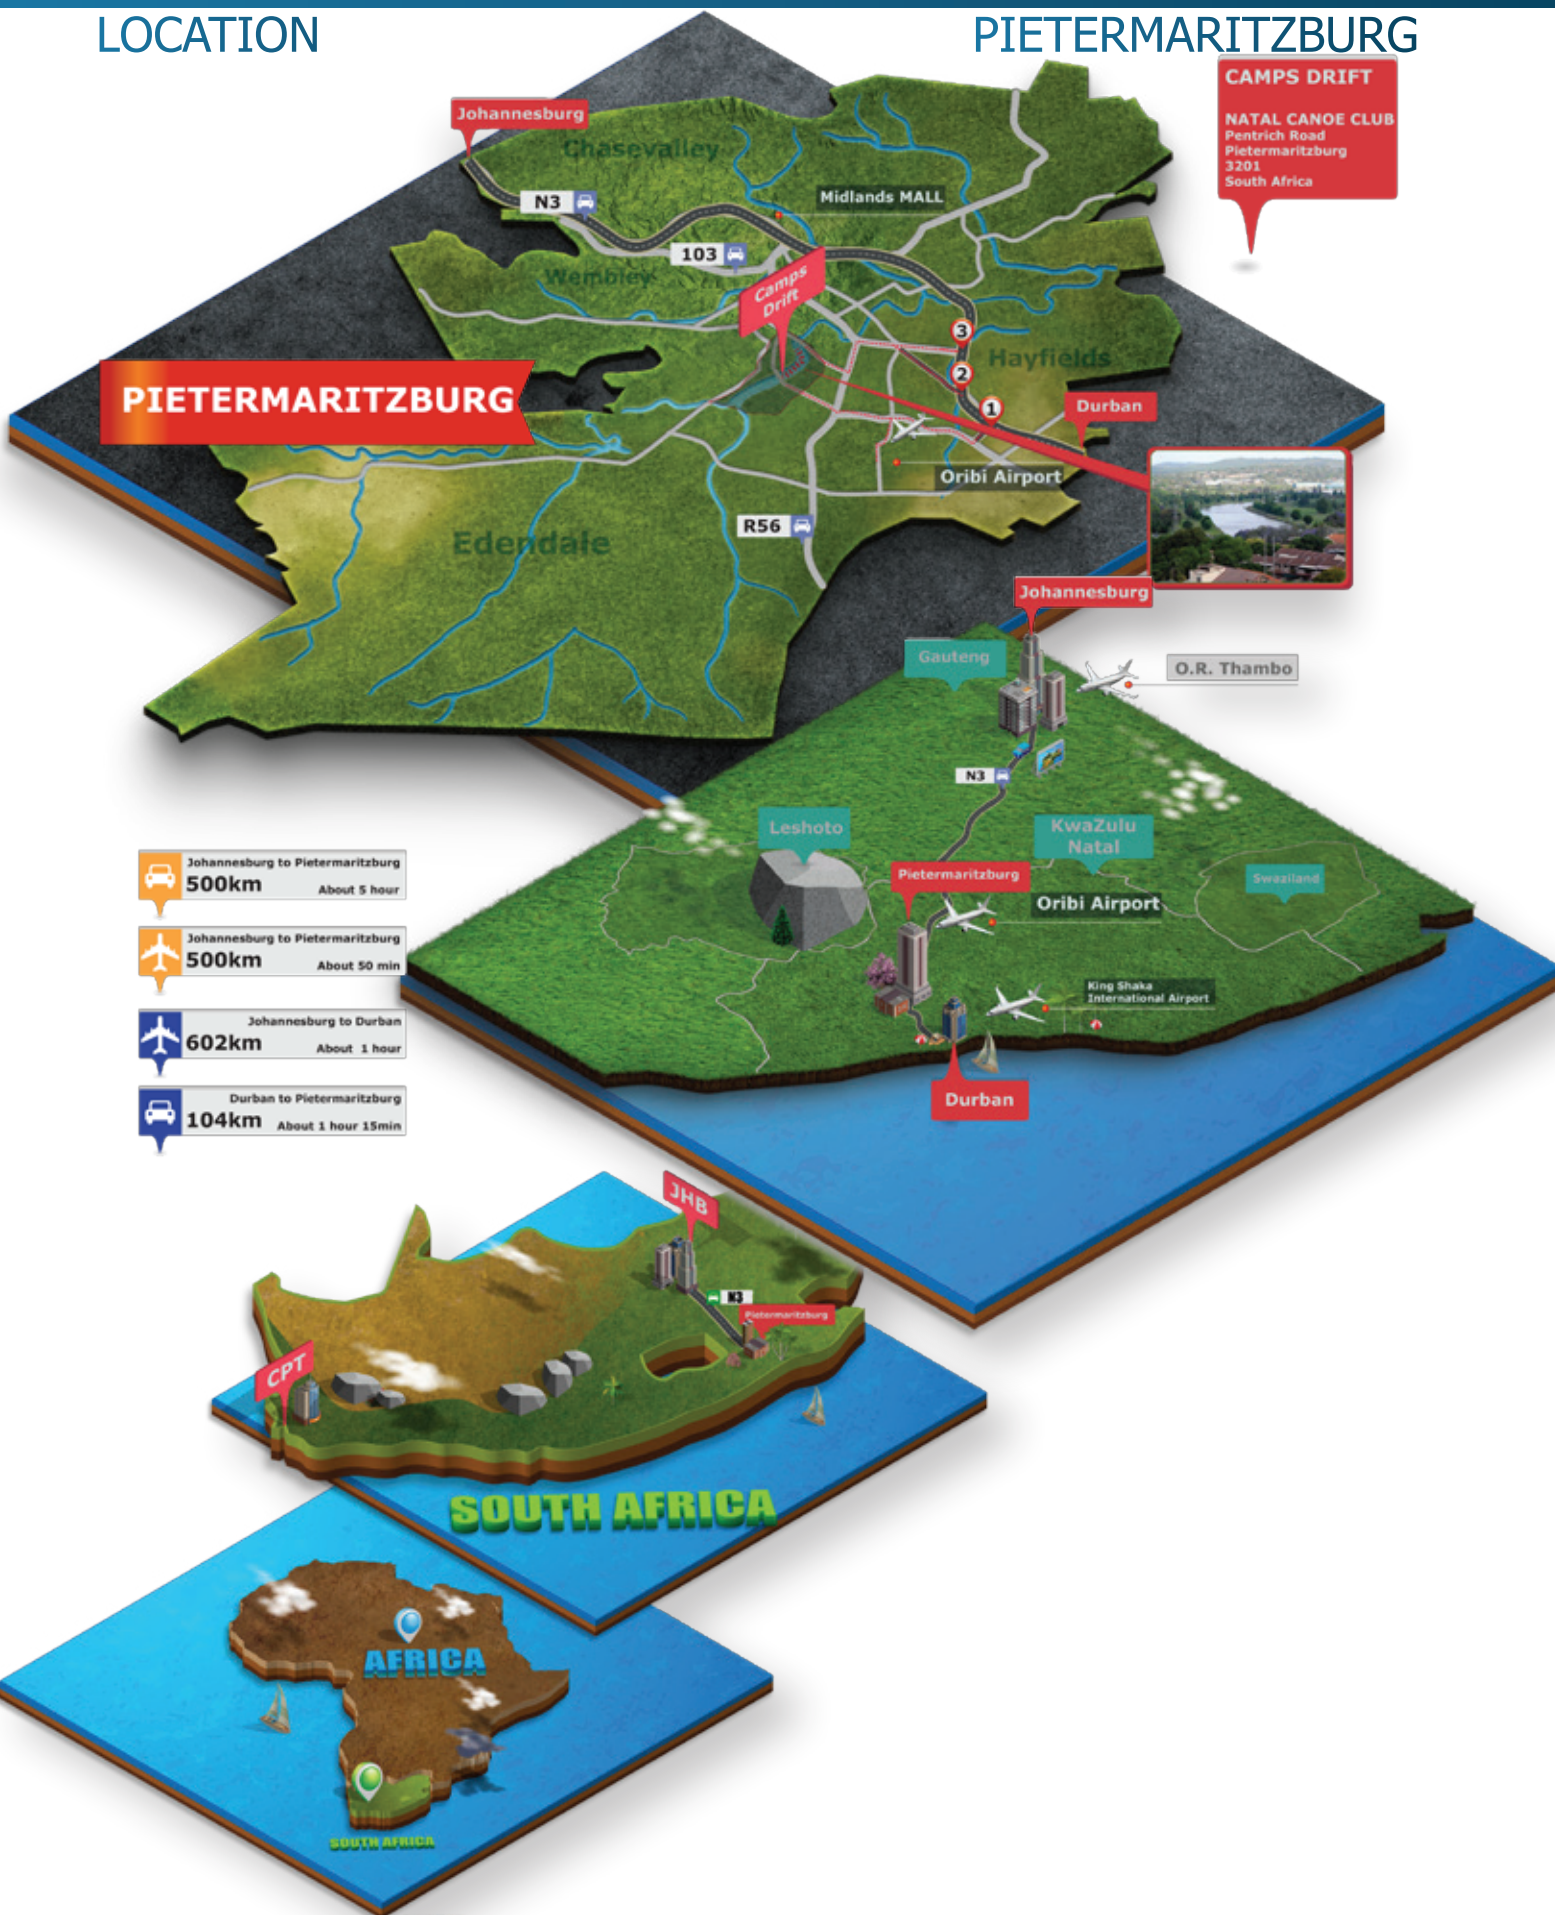 LOCATION
PIETERMARITZBURG
CAMPS DRIFT
NATAL CANOE CLUB
Pentrich Road
Pietermaritzburg
3201
South Africa
Johannesburg
Chasevalley
N3
Midlands MALL
103
Wembley
Camps
Drift
3
Hayfields
2
PIETERMARITZBURG
1
Durban
Oribi Airport
R56
Edendale
Johannesburg
Gauteng
O.R. Thambo
N3
Leshoto
KwaZulu
Natal
Pietermaritzburg
Swaziland
Oribi Airport
King Shaka
International Airport
Durban
Johannesburg to Pietermaritzburg
500km About 5 hour
Johannesburg to Pietermaritzburg
500km About 50 min
Johannesburg to Durban
602km About 1 hour
Durban to Pietermaritzburg
104km About 1 hour 15min
JHB
N3
Pietermaritzburg
CPT
SOUTH AFRICA
AFRICA
SOUTH AFRICA